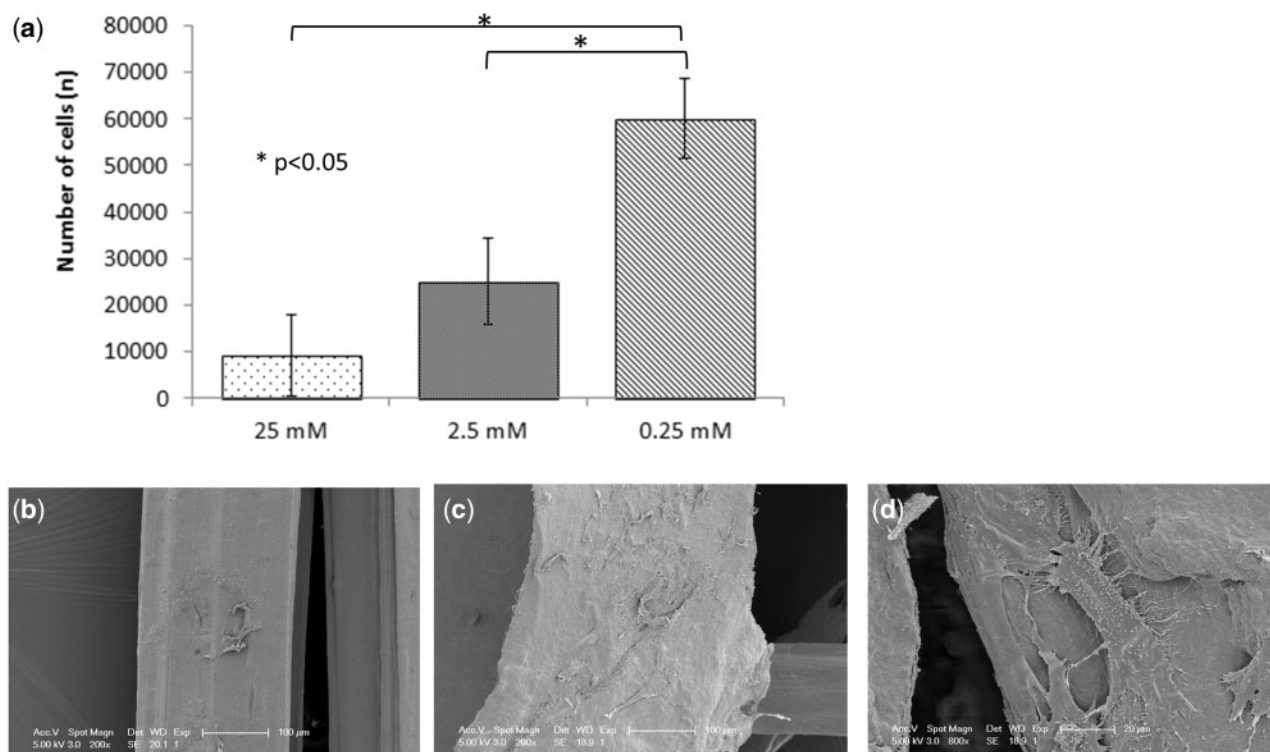 (a)
Number of cells (n)
80000
70000
60000
50000
40000
30000
20000
10000
0
*
*
* p<0.05
25 mM
2.5 mM
0.25 mM
(b)
Acc.V Spot Magn Det WD Exp
5.00 kV 3.0 200x SE 20.1 1
100 µm
(c)
Acc.V Spot Magn Det WD Exp
5.00 kV 3.0 200x SE 18.9 1
100 µm
(d)
Acc.V Spot Magn Det WD Exp
5.00 kV 3.0 800x SE 18.9 1
20 µm